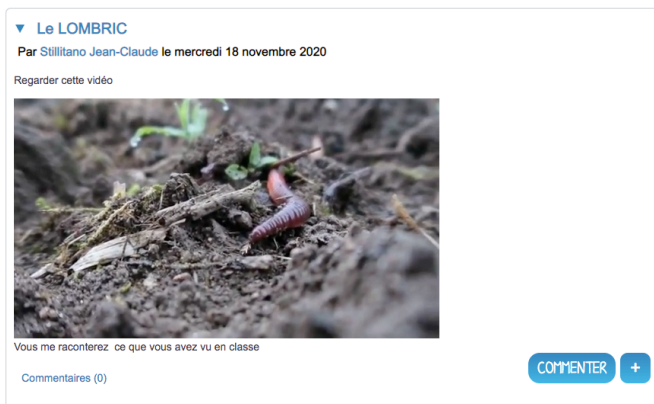 ▼ Le LOMBRIC
Par Stillitano Jean-Claude le mercredi 18 novembre 2020
Regarder cette vidéo
Vous me raconterez ce que vous avez vu en classe
COMMENTER +
Commentaires (0)